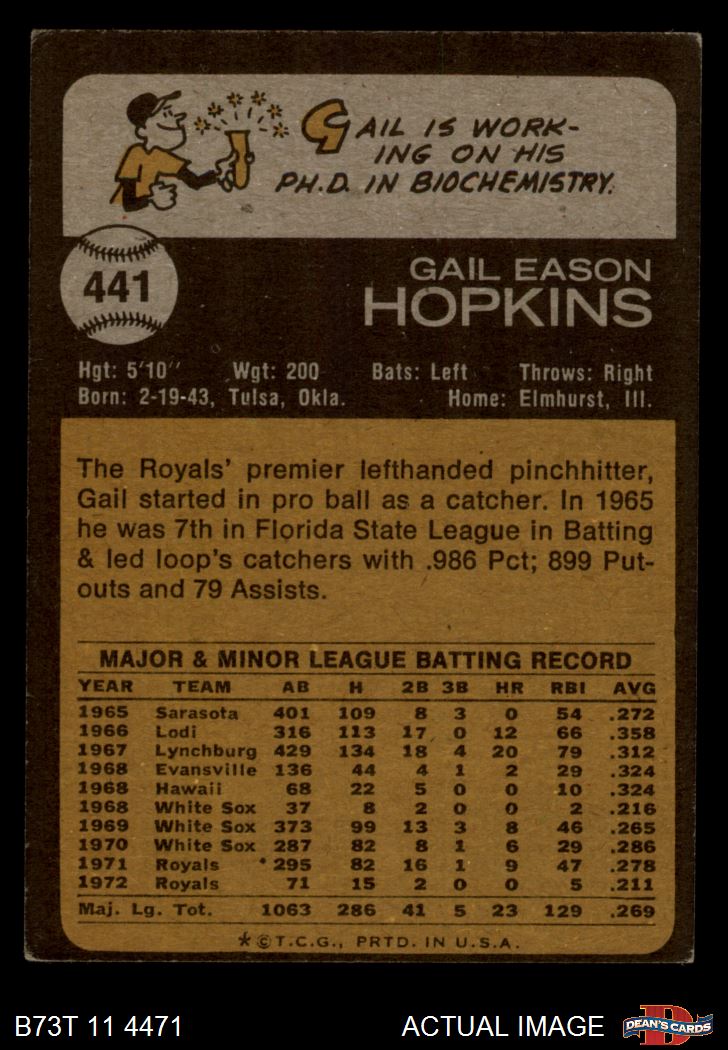 GAIL IS WORK-
ING ON HIS
PH.D. IN BIOCHEMISTRY.
441
GAIL EASON
HOPKINS
Hgt: 5'10" Wgt: 200 Bats: Left Throws: Right
Born: 2-19-43, Tulsa, Okla. Home: Elmhurst, Ill.
The Royals' premier lefthanded pinchhitter,
Gail started in pro ball as a catcher. In 1965
he was 7th in Florida State League in Batting
& led loop's catchers with .986 Pct; 899 Put-
outs and 79 Assists.
MAJOR & MINOR LEAGUE BATTING RECORD
YEAR TEAM AB H 2B 3B HR RBI AVG
1965 Sarasota 401 109 8 3 0 54 .272
1966 Lodi 316 113 17 0 12 66 .358
1967 Lynchburg 429 134 18 4 20 79 .312
1968 Evansville 136 44 4 1 2 29 .324
1968 Hawaii 68 22 5 0 0 10 .324
1968 White Sox 37 8 2 0 0 2 .216
1969 White Sox 373 99 13 3 8 46 .265
1970 White Sox 287 82 8 1 6 29 .286
1971 Royals 295 82 16 1 9 47 .278
1972 Royals 71 15 2 0 0 5 .211
Maj. Lg. Tot. 1063 286 41 5 23 129 .269
*©T.C.G., PRTD. IN U.S.A.
B73T 11 4471 ACTUAL IMAGE DEAN'S CARDS